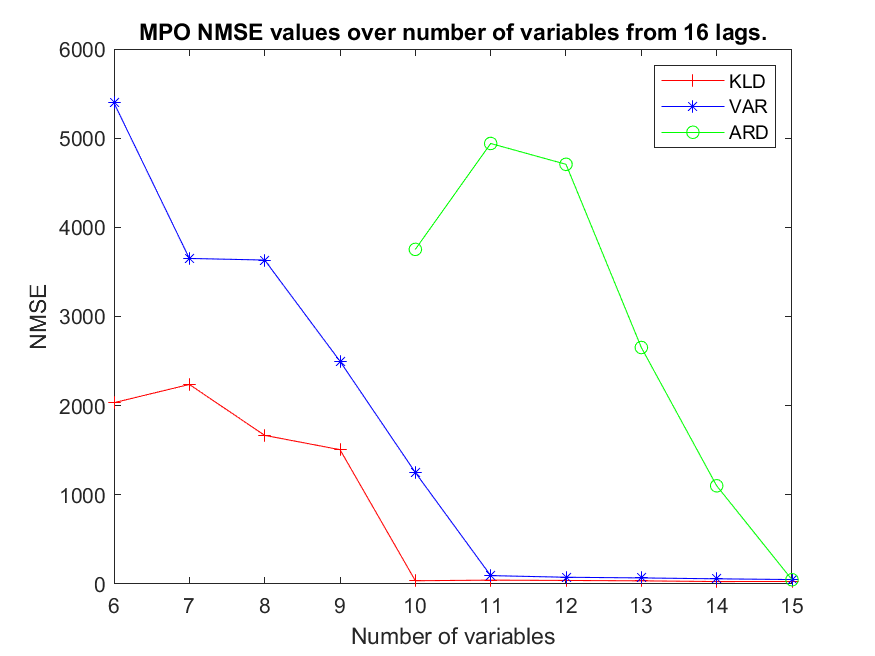 MPO NMSE values over number of variables from 16 lags.
6000
5000
4000
3000
2000
1000
0
NMSE
KLD
VAR
ARD
6 7 8 9 10 11 12 13 14 15
Number of variables